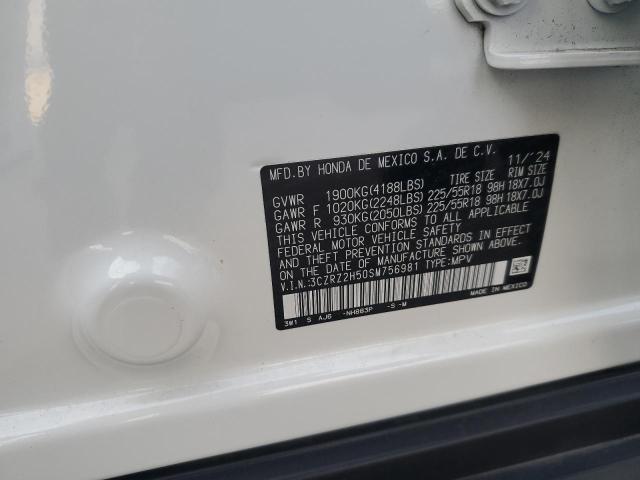 MFD.BY HONDA DE MEXICO S.A. DE C.V. 11/'24
TIRE SIZE RIM SIZE
GVWR 1900KG(4188LBS)
GAWR F 1020KG(2248LBS) 225/55R18 98H 18X7.0J
GAWR R 930KG(2050LBS) 225/55R18 98H 18X7.0J
THIS VEHICLE CONFORMS TO ALL APPLICABLE
FEDERAL MOTOR VEHICLE SAFETY STANDARDS IN EFFECT
ON THE DATE OF MANUFACTURE SHOWN ABOVE.
V.I.N.:3CZRZ2H50SM756981 TYPE:MPV
3W1 S AJ6 -NH883P -S -M MADE IN MEXICO